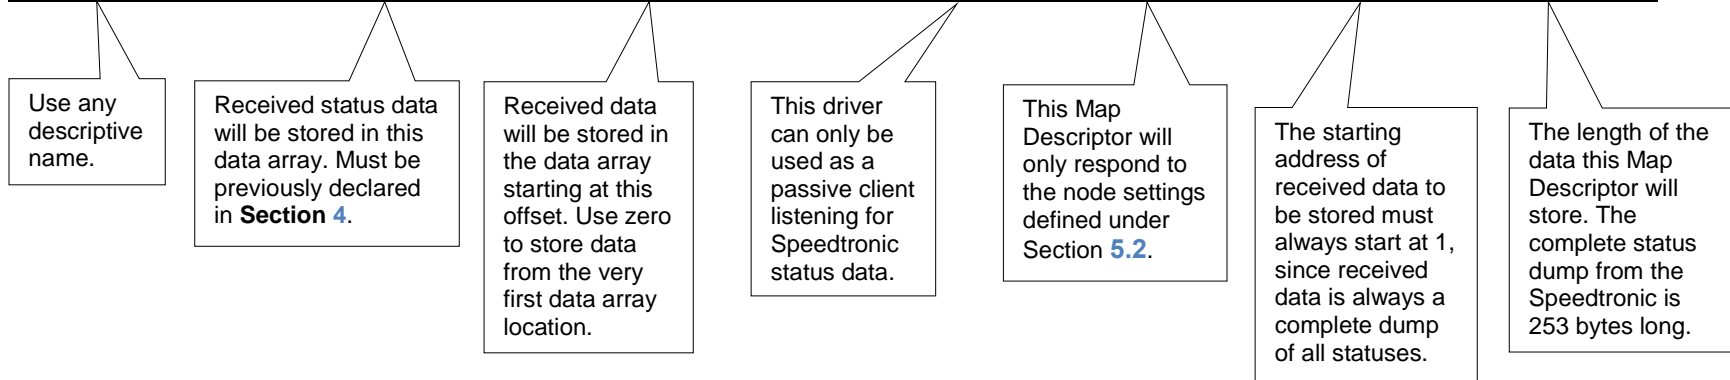 Use any
descriptive
name.
Received status data
will be stored in this
data array. Must be
previously declared
in Section 4.
Received data
will be stored in
the data array
starting at this
offset. Use zero
to store data
from the very
first data array
location.
This driver
can only be
used as a
passive client
listening for
Speedtronic
status data.
This Map
Descriptor will
only respond to
the node settings
defined under
Section 5.2.
The starting
address of
received data to
be stored must
always start at 1,
since received
data is always a
complete dump
of all statuses.
The length of the
data this Map
Descriptor will
store. The
complete status
dump from the
Speedtronic is
253 bytes long.